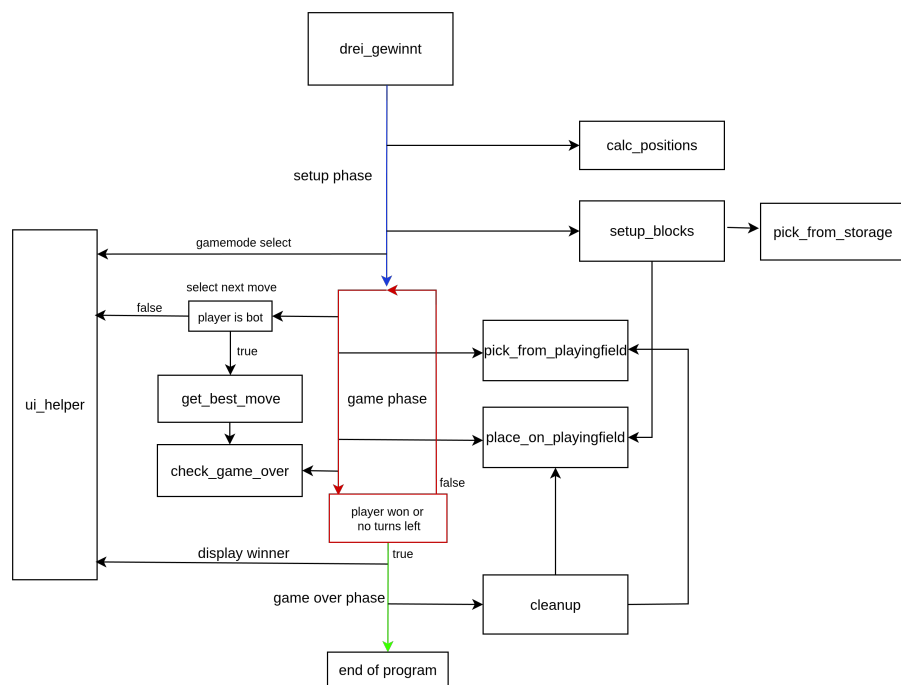 drei_gewinnt
calc_positions
setup phase
setup_blocks
pick_from_storage
gamemode select
select next move
false
player is bot
true
pick_from_playingfield
get_best_move
game phase
ui_helper
place_on_playingfield
check_game_over
false
player won or
no turns left
display winner
true
game over phase
cleanup
end of program